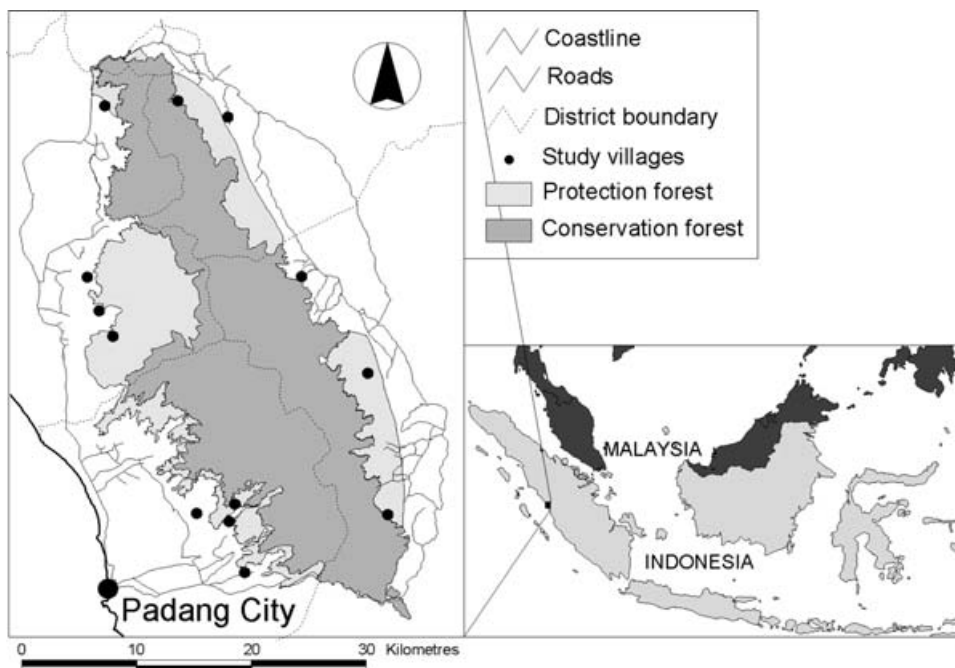 Coastline
Roads
District boundary
Study villages
Protection forest
Conservation forest
MALAYSIA
INDONESIA
Padang City
0 10 20 30 Kilometres